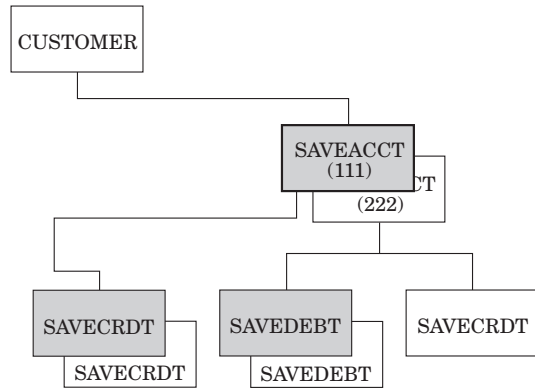 CUSTOMER
SAVEACCT
(111)
CT
(222)
SAVECRDT
SAVEDEBT
SAVECRDT
SAVECRDT
SAVEDEBT